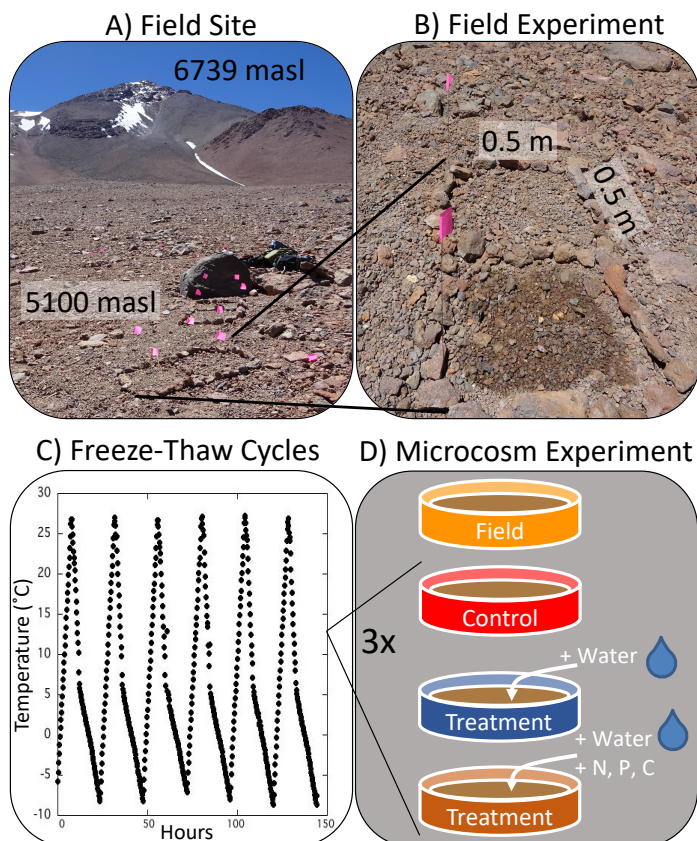 A) Field Site
6739 masl
5100 masl
B) Field Experiment
0.5 m
0.5 m
C) Freeze-Thaw Cycles
30
25
20
15
10
5
0
-5
-10
Temperature (˚C)
0
50
100
150
Hours
D) Microcosm Experiment
Field
Control
3x
+ Water
Treatment
+ Water
+ N, P, C
Treatment